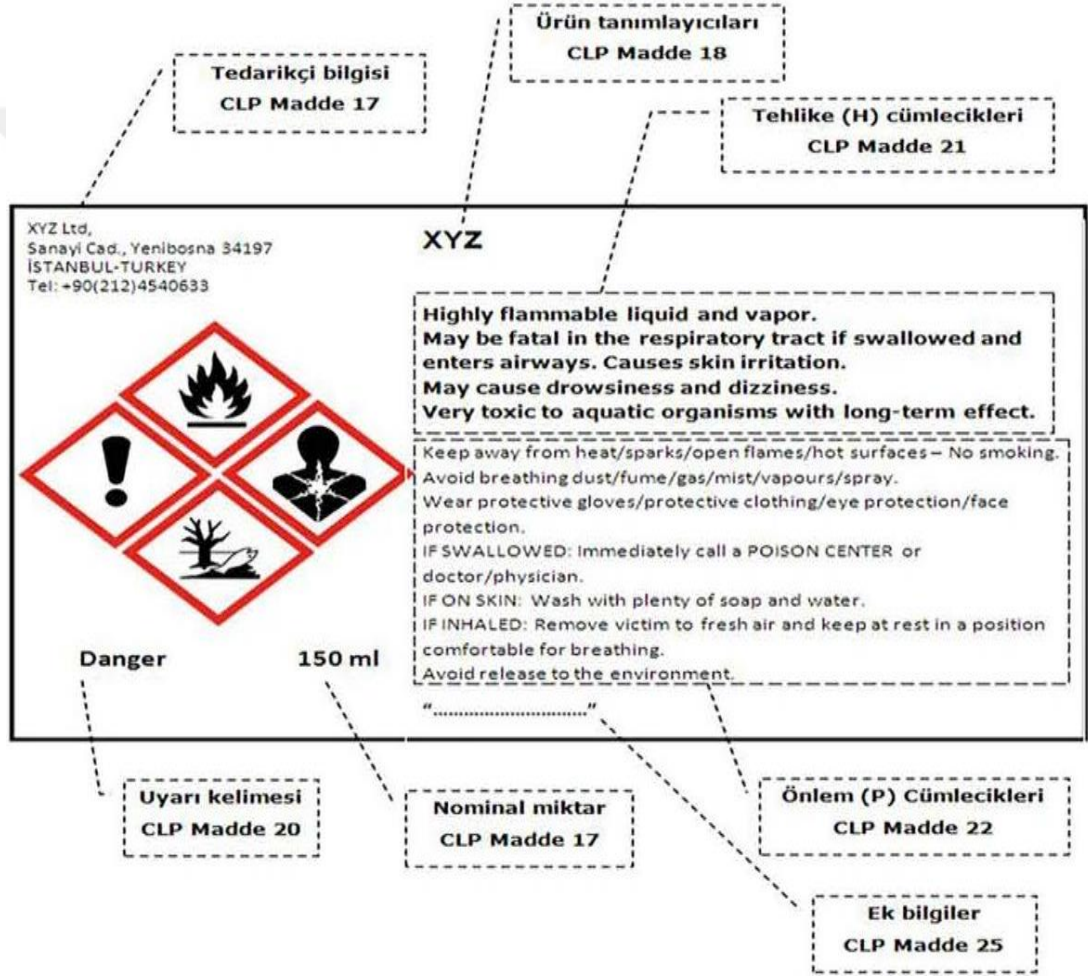 Ürün tanımlayıcıları
CLP Madde 18
Tedarikçi bilgisi
CLP Madde 17
Tehlike (H) cümlecikleri
CLP Madde 21
XYZ Ltd,
Sanayi Cad., Yenibosna 34197
İSTANBUL-TURKEY
Tel: +90(212)4540633
XYZ
Highly flammable liquid and vapor.
May be fatal in the respiratory tract if swallowed and
enters airways. Causes skin irritation.
May cause drowsiness and dizziness.
Very toxic to aquatic organisms with long-term effect.
Keep away from heat/sparks/open flames/hot surfaces – No smoking.
Avoid breathing dust/fume/gas/mist/vapours/spray.
Wear protective gloves/protective clothing/eye protection/face
protection.
IF SWALLOWED: Immediately call a POISON CENTER or
doctor/physician.
IF ON SKIN: Wash with plenty of soap and water.
IF INHALED: Remove victim to fresh air and keep at rest in a position
comfortable for breathing.
Avoid release to the environment.
Danger
150 ml
"............................"
Uyarı kelimesi
CLP Madde 20
Nominal miktar
CLP Madde 17
Önlem (P) Cümlecikleri
CLP Madde 22
Ek bilgiler
CLP Madde 25